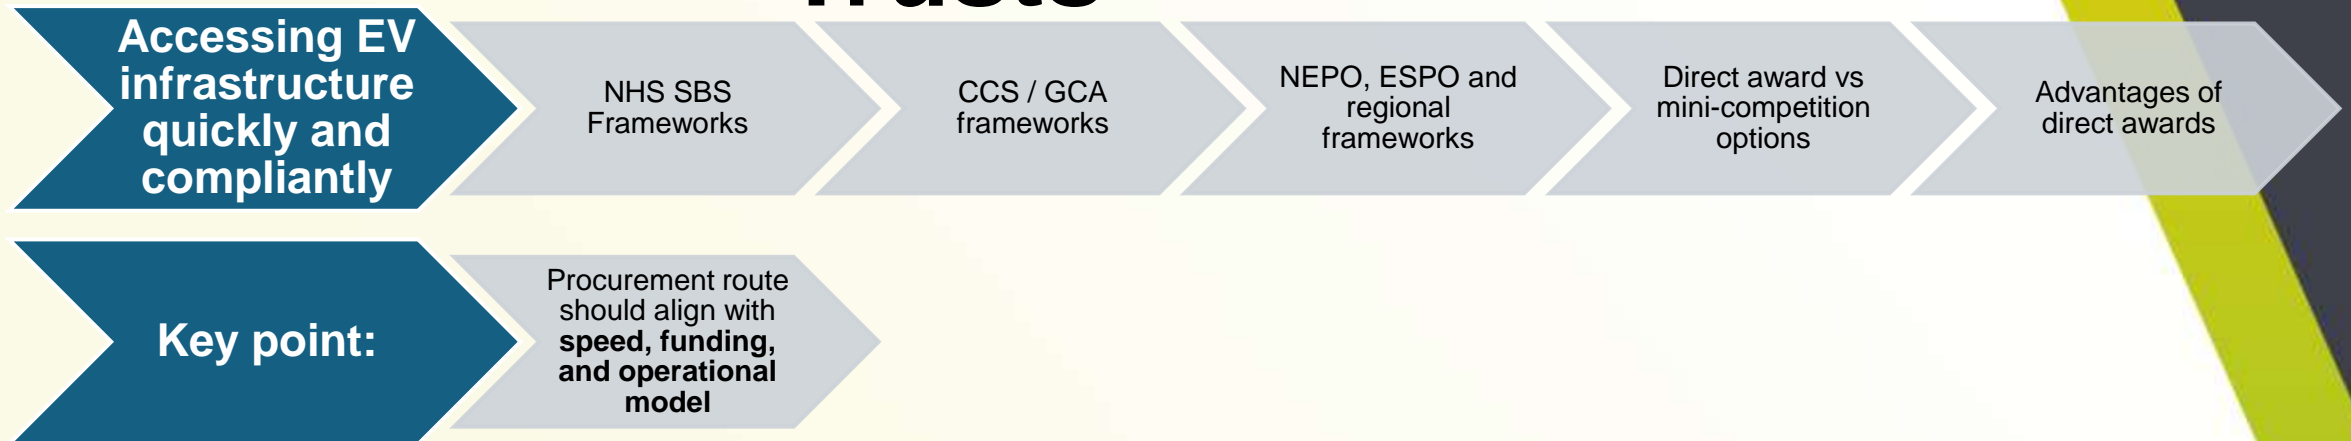 Trusts
Accessing EV
infrastructure
quickly and
compliantly
NHS SBS
Frameworks
CCS / GCA
frameworks
NEPO, ESPO and
regional
frameworks
Direct award vs
mini-competition
options
Advantages of
direct awards
Key point:
Procurement route
should align with
speed, funding,
and operational
model